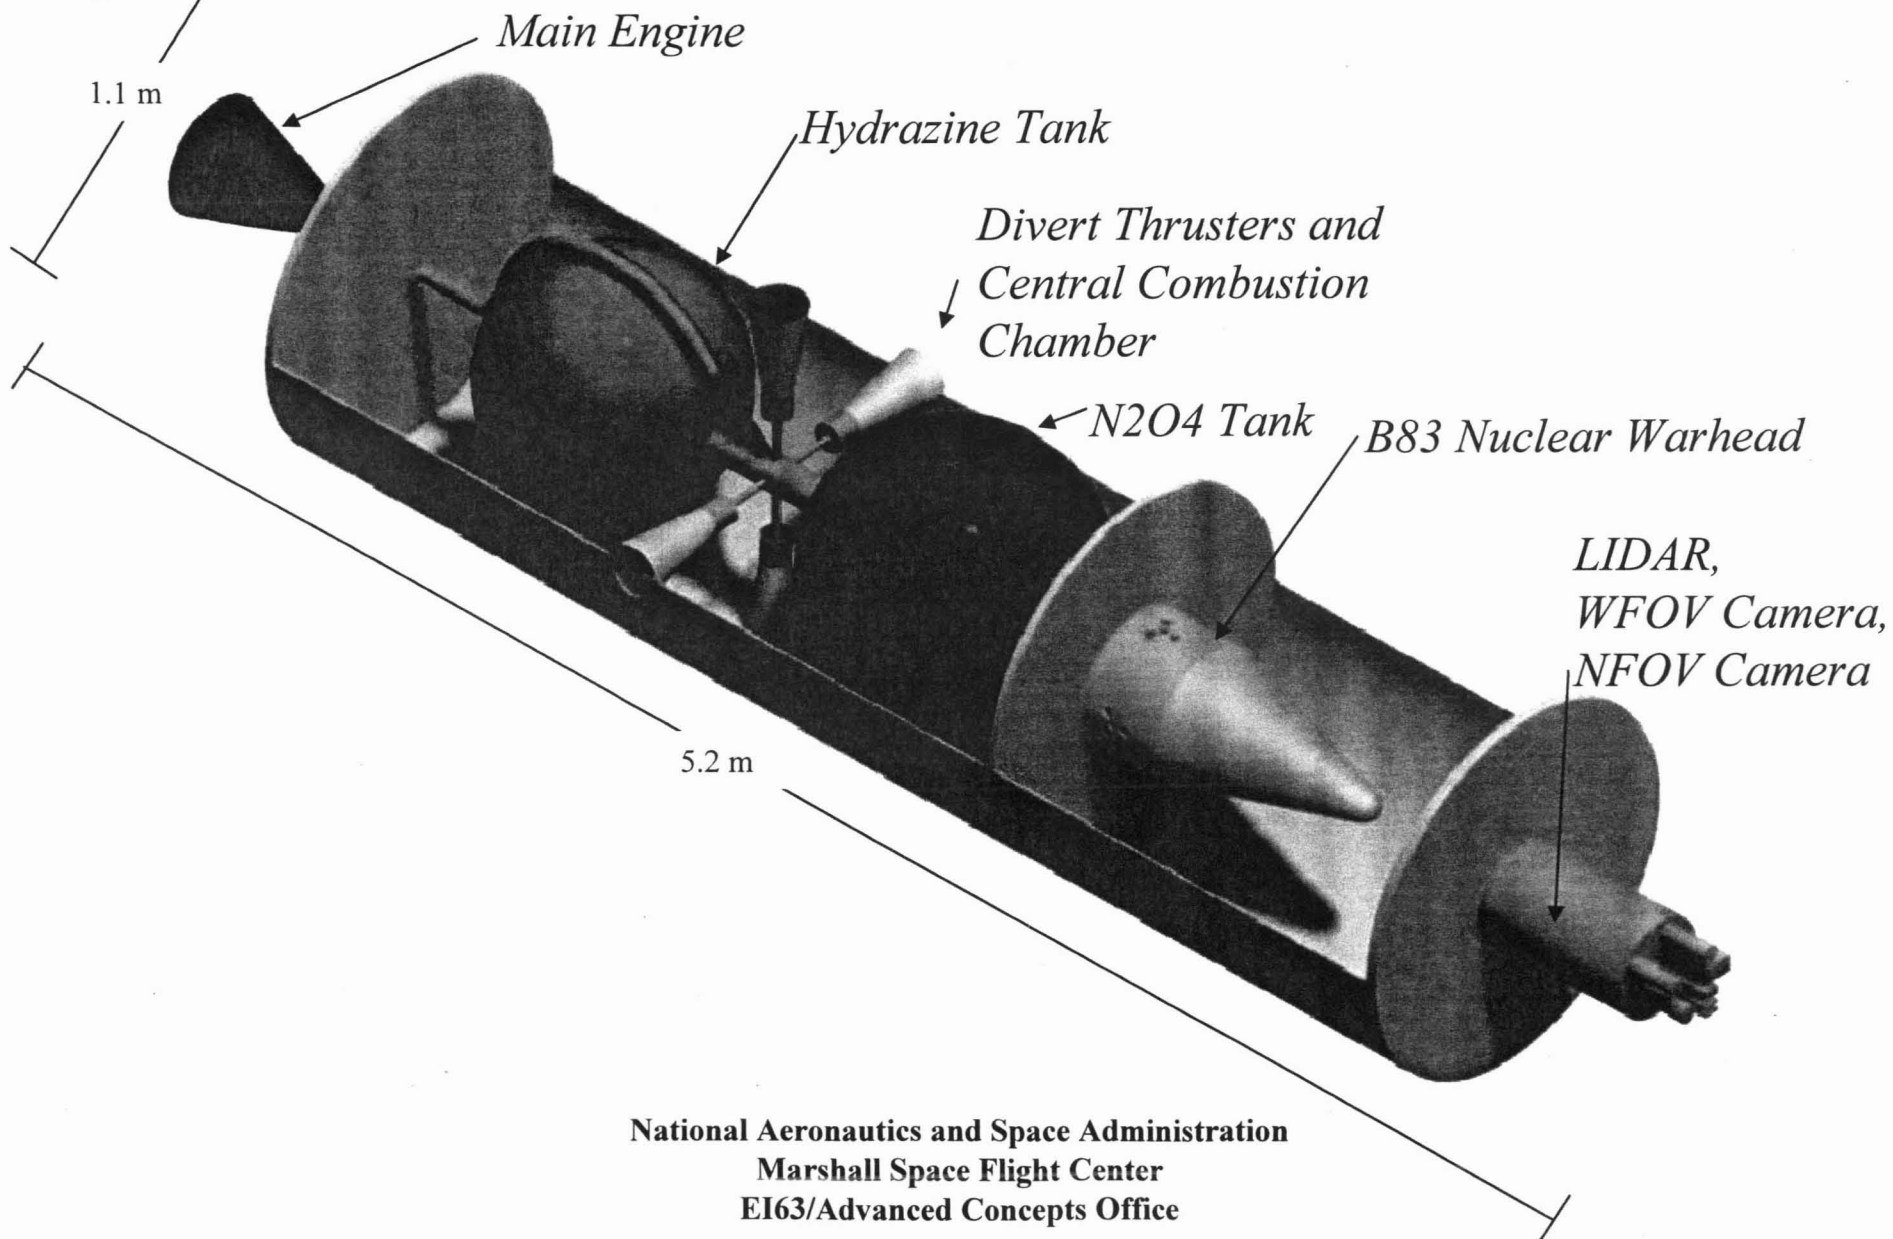 Main Engine
1.1 m
Hydrazine Tank
Divert Thrusters and
Central Combustion
Chamber
N2O4 Tank
B83 Nuclear Warhead
LIDAR,
WFOV Camera,
NFOV Camera
5.2 m
National Aeronautics and Space Administration
Marshall Space Flight Center
EI63/Advanced Concepts Office